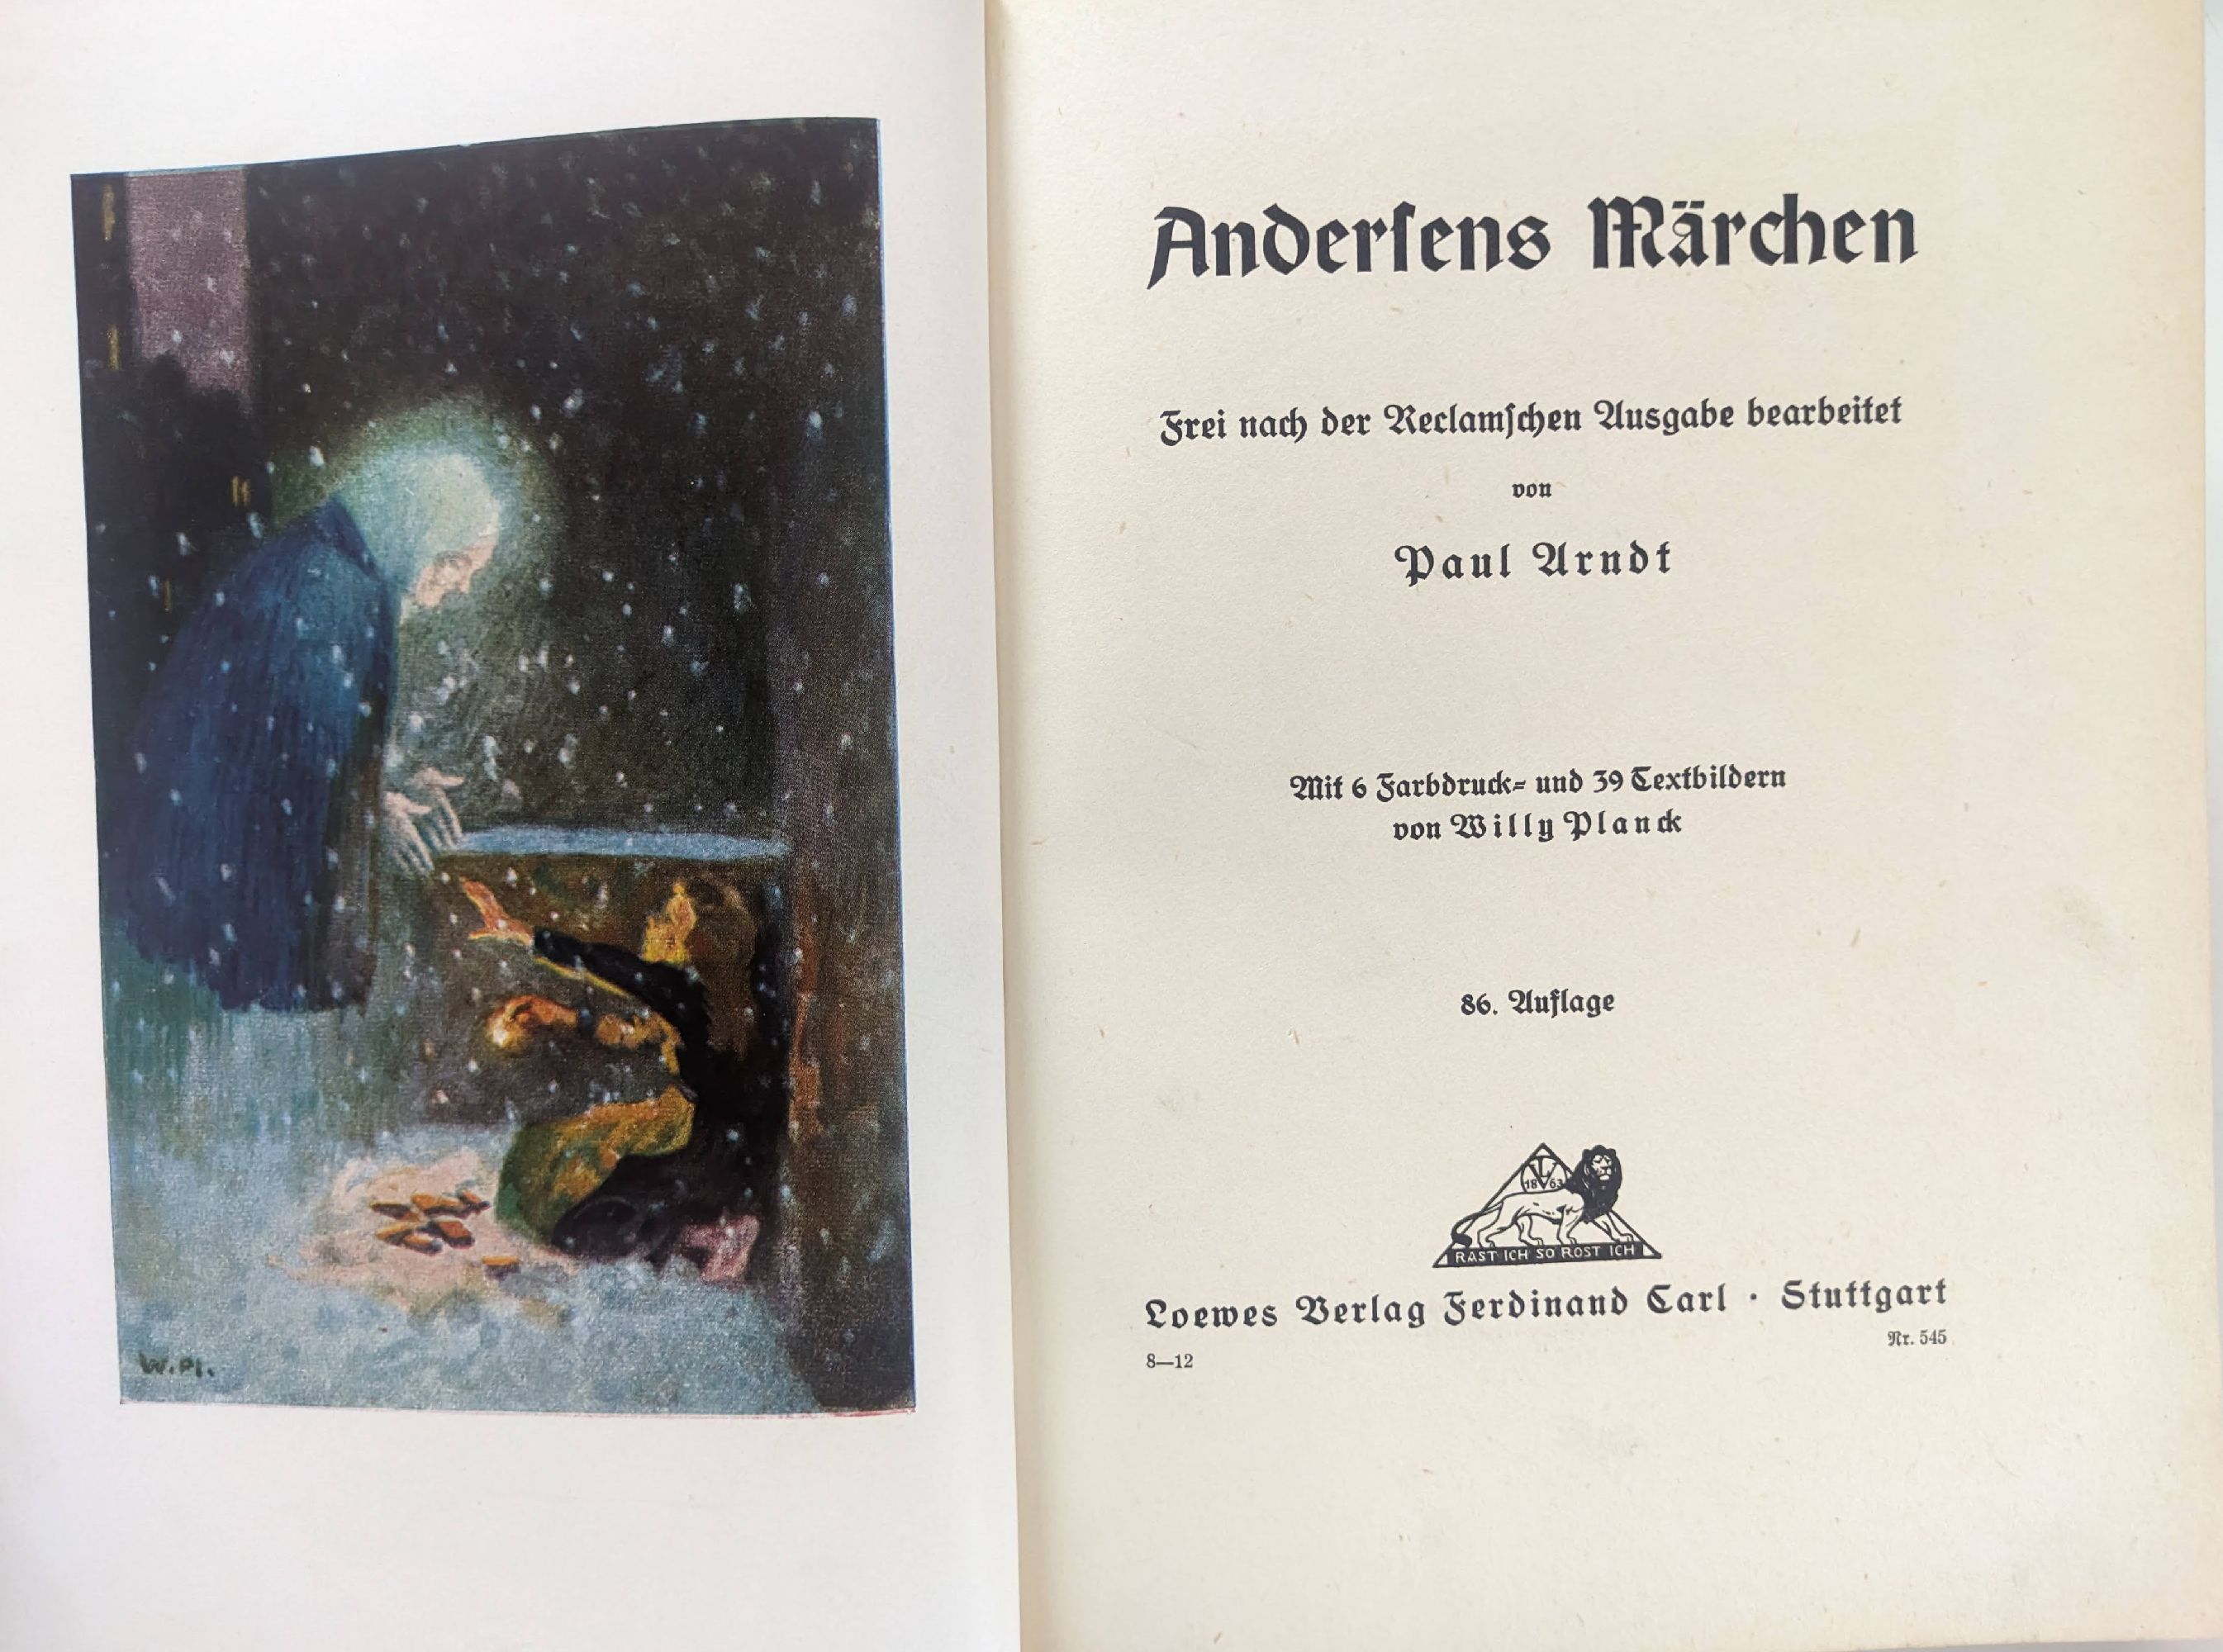 W. Pl.
Anderſens Märchen
Frei nach der Reclamſchen Ausgabe bearbeitet
von
Paul Arndt
Mit 6 Farbdruck- und 39 Textbildern
von Willy Planck
86. Auflage
18 LV 63
RAST ICH SO ROST ICH
Loewes Verlag Ferdinand Carl · Stuttgart
Nr. 545
8—12